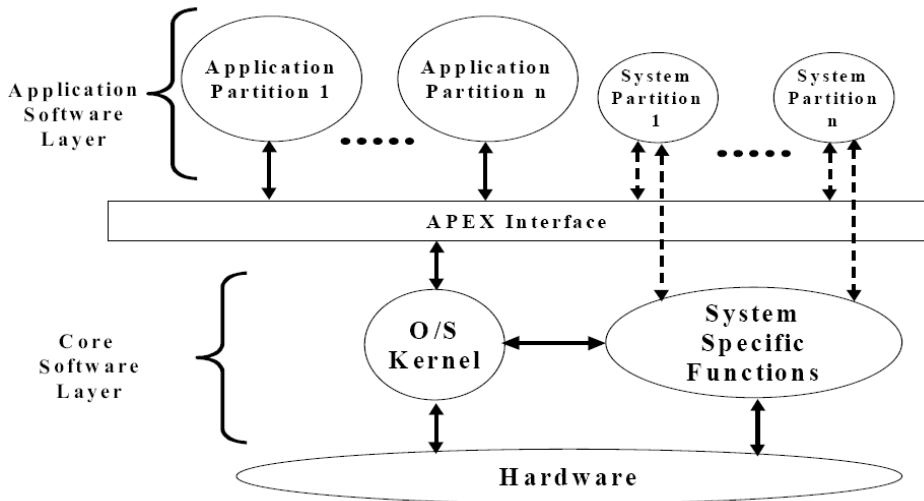 Application
Software
Layer
Application
Partition 1
Application
Partition n
System
Partition
1
System
Partition
n
APEX Interface
Core
Software
Layer
O/S
Kernel
System
Specific
Functions
Hardware